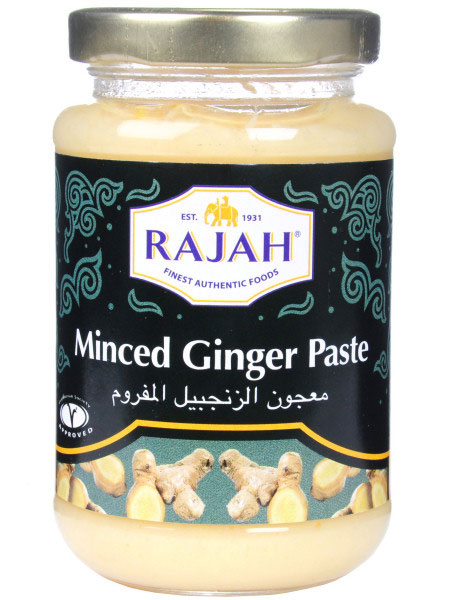 EST. 1931
RAJAH®
FINEST AUTHENTIC FOODS
Minced Ginger Paste
معجون الزنجبيل المفروم
V
APPROVED